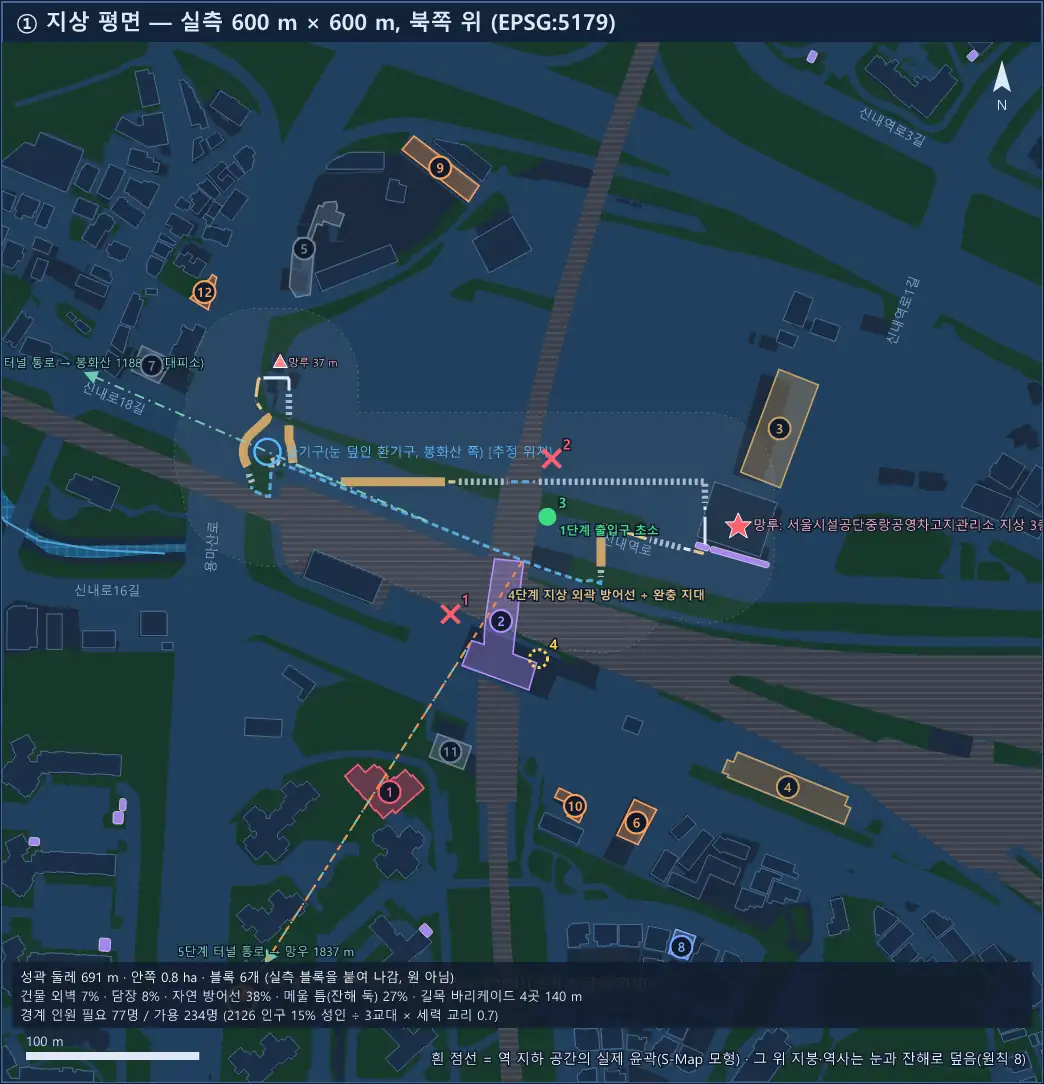 ① 지상 평면 — 실측 600 m × 600 m, 북쪽 위 (EPSG:5179)
N
신내역로3길
9
5
12
신내역로1길
망루 37 m
터널 통로 → 봉화산 1188
7
(대피소)
신내로18길
3
기구(눈 덮인 환기구, 봉화산 쪽) [추정 위치]
2
3
1단계 출입구 초소
신내역로
망루: 서울시설공단중랑공영차고지관리소 지상 3
용마산로
신내로16길
4단계 지상 외곽 방어선 + 완충 지대
1
2
4
11
1
4
10
6
8
5단계 터널 통로 → 망우 1837 m
성곽 둘레 691 m · 안쪽 0.8 ha · 블록 6개 (실측 블록을 붙여 나감, 원 아님)
건물 외벽 7% · 담장 8% · 자연 방어선 38% · 메울 틈(잔해 둑) 27% · 길목 바리케이드 4곳 140 m
경계 인원 필요 77명 / 가용 234명 (2126 인구 15% 성인 ÷ 3교대 × 세력 교리 0.7)
100 m
흰 점선 = 역 지하 공간의 실제 윤곽(S-Map 모형) · 그 위 지붕·역사는 눈과 잔해로 덮음(원칙 8)